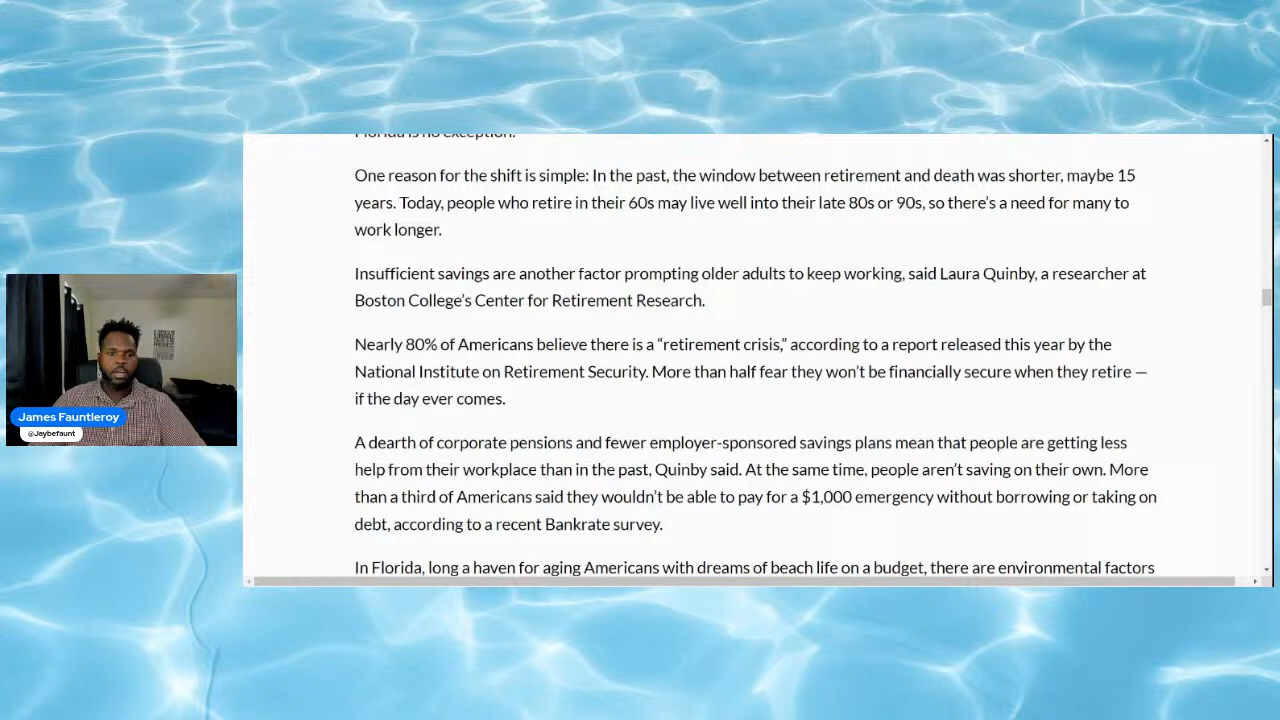 Florida is no exception.
One reason for the shift is simple: In the past, the window between retirement and death was shorter, maybe 15
years. Today, people who retire in their 60s may live well into their late 80s or 90s, so there’s a need for many to
work longer.
Insufficient savings are another factor prompting older adults to keep working, said Laura Quinby, a researcher at
Boston College’s Center for Retirement Research.
Nearly 80% of Americans believe there is a “retirement crisis,” according to a report released this year by the
National Institute on Retirement Security. More than half fear they won’t be financially secure when they retire —
if the day ever comes.
A dearth of corporate pensions and fewer employer-sponsored savings plans mean that people are getting less
help from their workplace than in the past, Quinby said. At the same time, people aren’t saving on their own. More
than a third of Americans said they wouldn’t be able to pay for a $1,000 emergency without borrowing or taking on
debt, according to a recent Bankrate survey.
In Florida, long a haven for aging Americans with dreams of beach life on a budget, there are environmental factors
James Fauntleroy
@Jaybefaunt